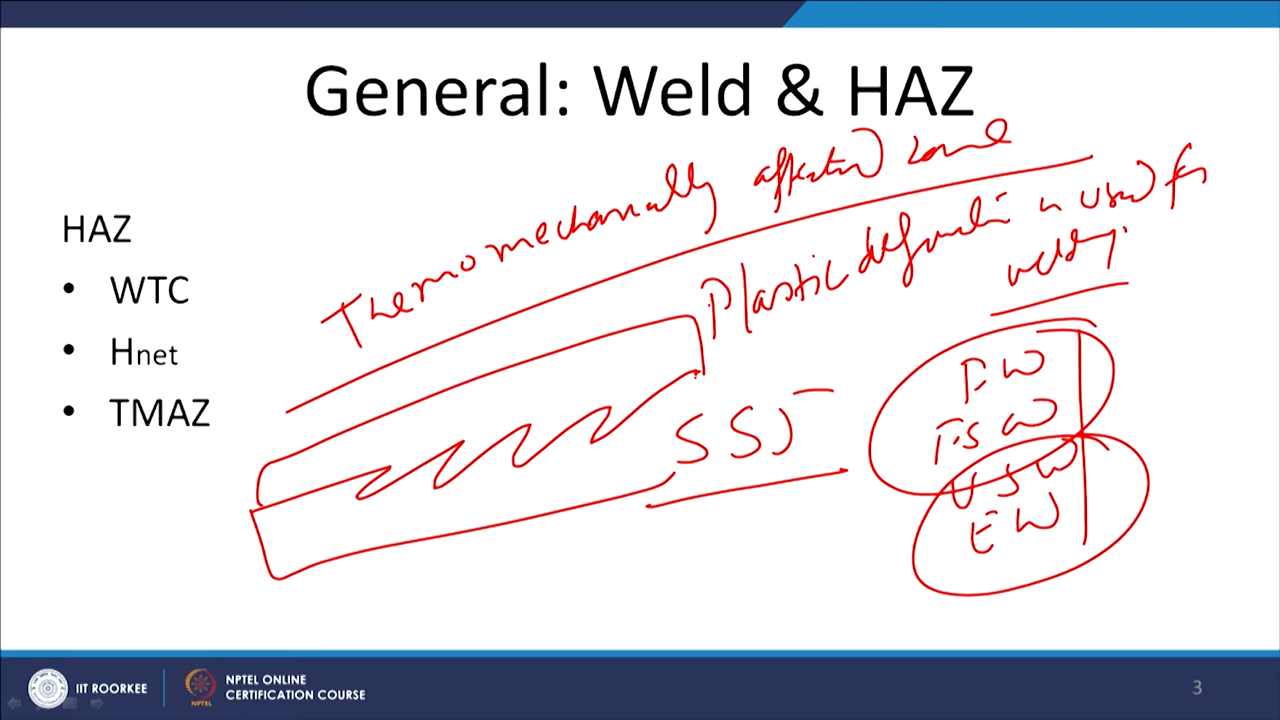 General: Weld & HAZ
Thermomechanically affected zone
Plastic deformation is used for
welding.
HAZ
• WTC
• Hnet
• TMAZ
SSJ
FW
FSW
USW
EW
IIT ROORKEE
NPTEL ONLINE
CERTIFICATION COURSE
NPTEL
3